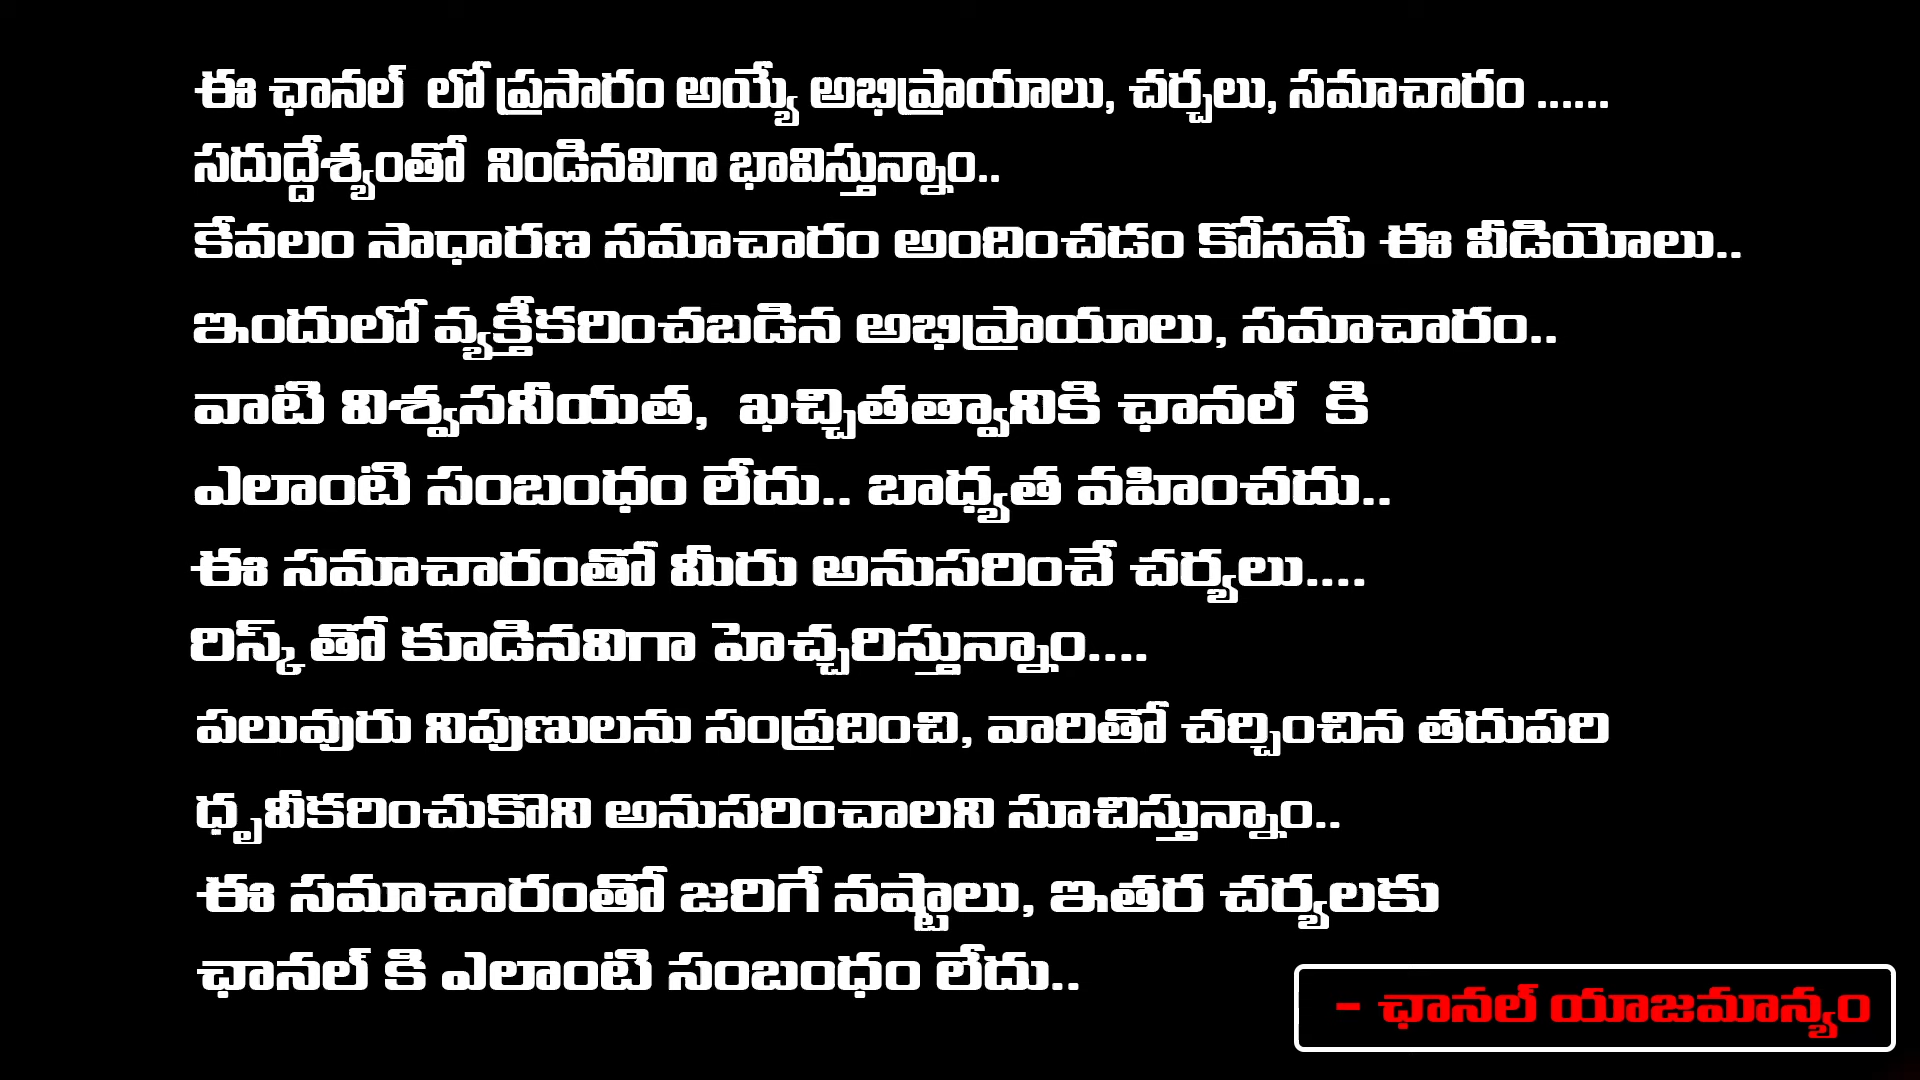 ఈ ఛానల్ లో ప్రసారం అయ్యే అభిప్రాయాలు, చర్చలు, సమాచారం ......
సదుద్దేశ్యంతో నిండినవిగా భావిస్తున్నాం..
కేవలం సాధారణ సమాచారం అందించడం కోసమే ఈ వీడియోలు..
ఇందులో వ్యక్తీకరించబడిన అభిప్రాయాలు, సమాచారం..
వాటి విశ్వసనీయత, ఖచ్చితత్వానికి ఛానల్ కి
ఎలాంటి సంబంధం లేదు.. బాధ్యత వహించదు..
ఈ సమాచారంతో మీరు అనుసరించే చర్యలు....
రిస్క్ తో కూడినవిగా హెచ్చరిస్తున్నాం....
పలువురు నిపుణులను సంప్రదించి, వారితో చర్చించిన తదుపరి
ధృవీకరించుకొని అనుసరించాలని సూచిస్తున్నాం..
ఈ సమాచారంతో జరిగే నష్టాలు, ఇతర చర్యలకు
ఛానల్ కి ఎలాంటి సంబంధం లేదు..
- ఛానల్ యాజమాన్యం